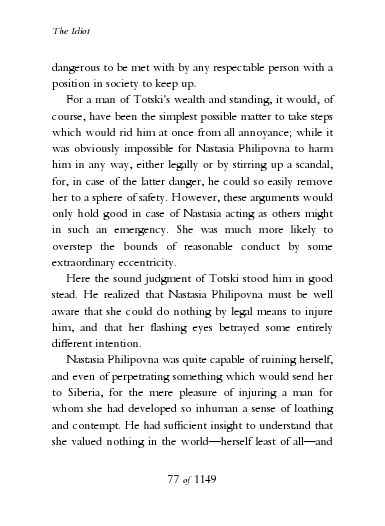 The Idiot
dangerous to be met with by any respectable person with a
position in society to keep up.
For a man of Totski's wealth and standing, it would, of
course, have been the simplest possible matter to take steps
which would rid him at once from all annoyance; while it
was obviously impossible for Nastasia Philipovna to harm
him in any way, either legally or by stirring up a scandal,
for, in case of the latter danger, he could so easily remove
her to a sphere of safety. However, these arguments would
only hold good in case of Nastasia acting as others might
in such an emergency. She was much more likely to
overstep the bounds of reasonable conduct by some
extraordinary eccentricity.
Here the sound judgment of Totski stood him in good
stead. He realized that Nastasia Philipovna must be well
aware that she could do nothing by legal means to injure
him, and that her flashing eyes betrayed some entirely
different intention.
Nastasia Philipovna was quite capable of ruining herself,
and even of perpetrating something which would send her
to Siberia, for the mere pleasure of injuring a man for
whom she had developed so inhuman a sense of loathing
and contempt. He had sufficient insight to understand that
she valued nothing in the world—herself least of all—and
77 of 1149